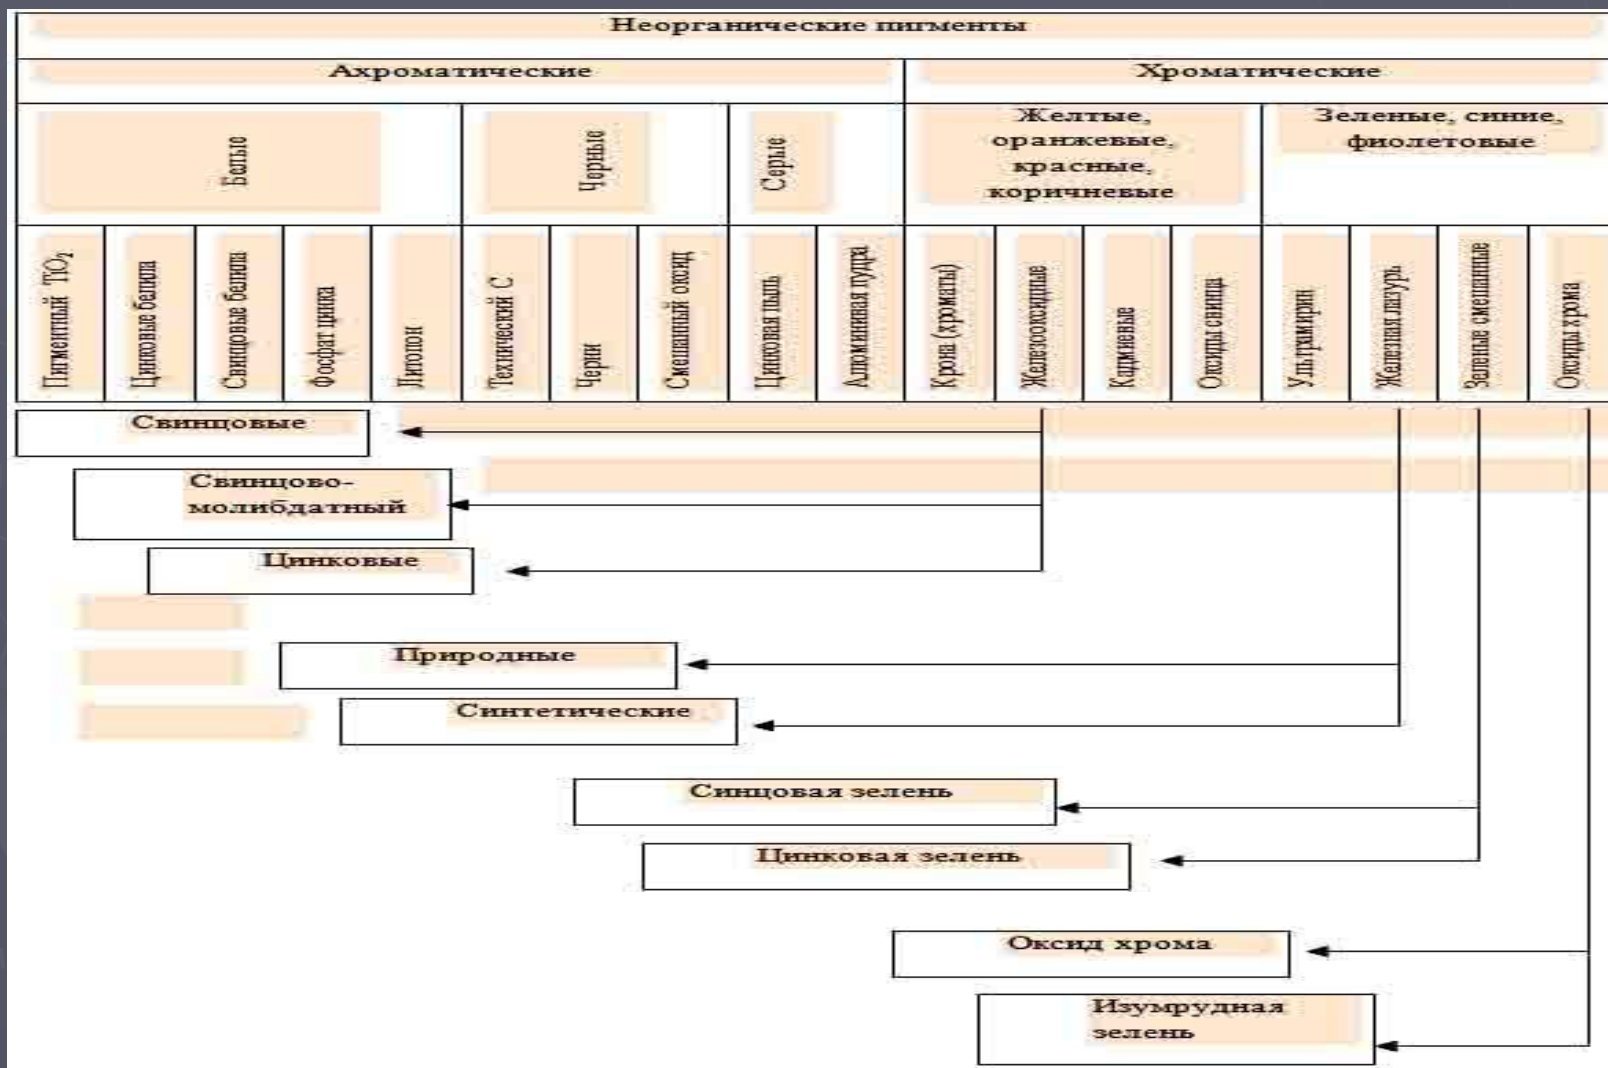 Неорганические пигменты
Ахроматические
Хроматические
Белые
Черные
Серые
Желтые,
оранжевые,
красные,
коричневые
Зеленые, синие,
фиолетовые
Пигментный TiO2
Цинковые белила
Свинцовые белила
Фосфат цинка
Литопон
Технический С
Черни
Смешанный оксид
Цинковая пыль
Алюминиевая пудра
Крона (хроматы)
Железооксидные
Кадмиевые
Оксиды свинца
Ультрамирин
Железная лазурь
Зеленые смешанные
Оксиды хрома
Свинцовые
Свинцово-
молибдатный
Цинковые
Природные
Синтетические
Синцовая зелень
Цинковая зелень
Оксид хрома
Изумрудная
зелень